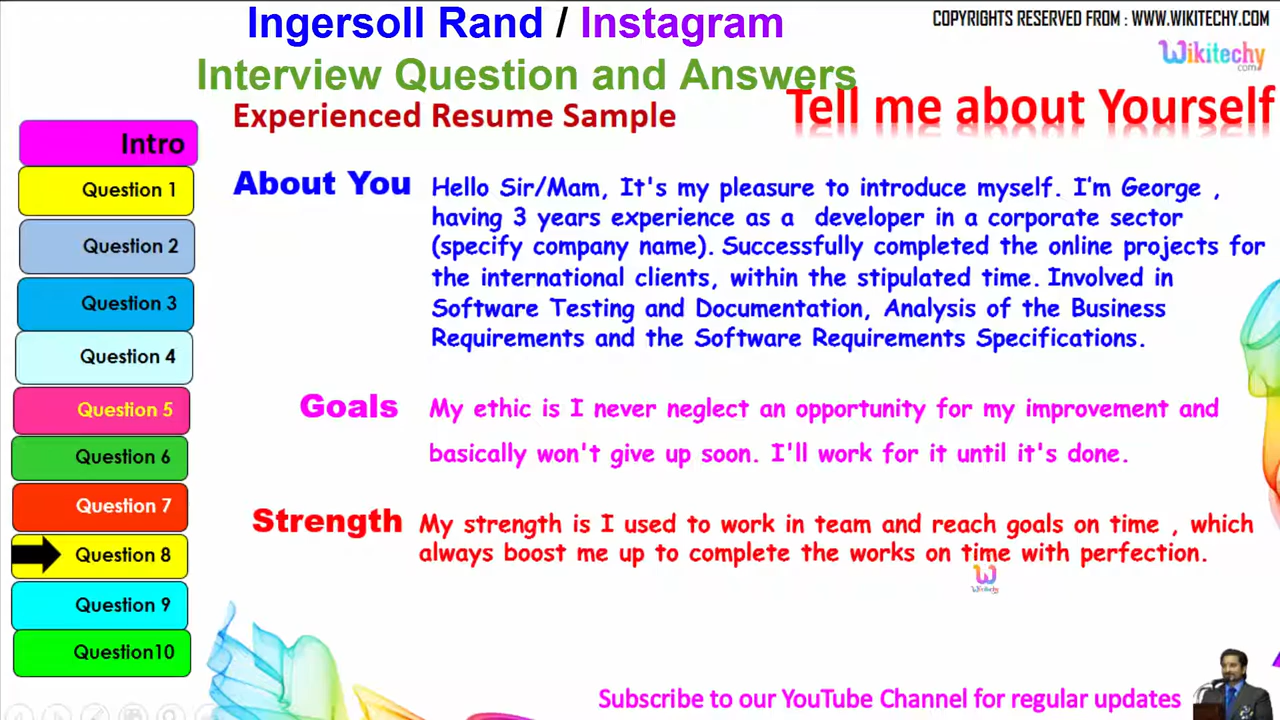 Ingersoll Rand / Instagram
COPYRIGHTS RESERVED FROM : WWW.WIKITECHY.COM
Wikitechy
.com
Interview Question and Answers
Experienced Resume Sample
Tell me about Yourself
Intro
Question 1
Question 2
Question 3
Question 4
Question 5
Question 6
Question 7
Question 8
Question 9
Question10
About You
Hello Sir/Mam, It's my pleasure to introduce myself. I'm George ,
having 3 years experience as a developer in a corporate sector
(specify company name). Successfully completed the online projects for
the international clients, within the stipulated time. Involved in
Software Testing and Documentation, Analysis of the Business
Requirements and the Software Requirements Specifications.
Goals
My ethic is I never neglect an opportunity for my improvement and
basically won't give up soon. I'll work for it until it's done.
Strength
My strength is I used to work in team and reach goals on time , which
always boost me up to complete the works on time with perfection.
W
Wikitechy
Subscribe to our YouTube Channel for regular updates